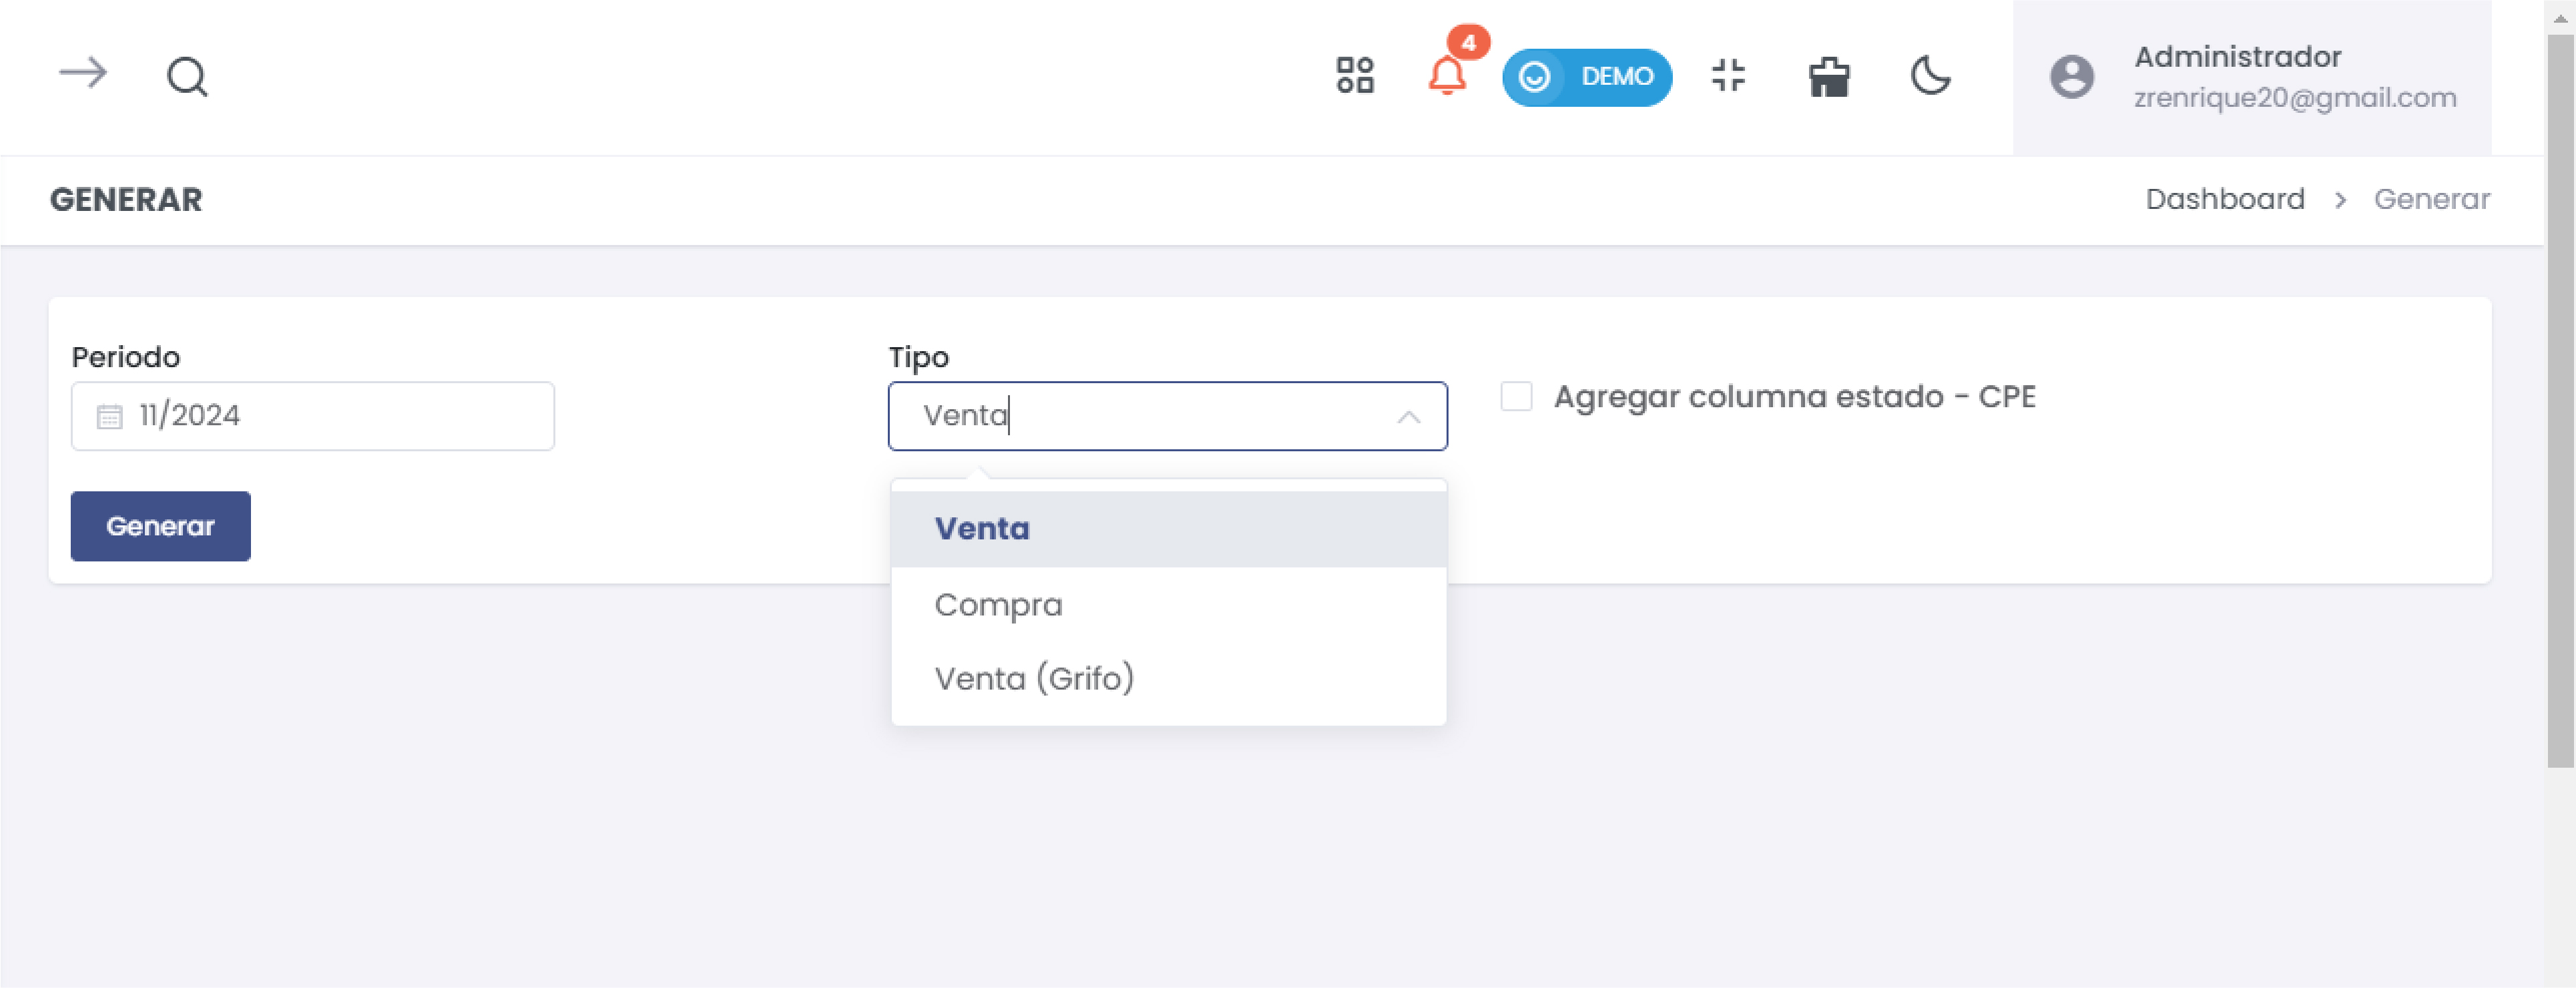 4
DEMO
Administrador
zrenrique20@gmail.com
GENERAR
Dashboard > Generar
Periodo
11/2024
Tipo
Venta
Agregar columna estado - CPE
Generar
Venta
Compra
Venta (Grifo)